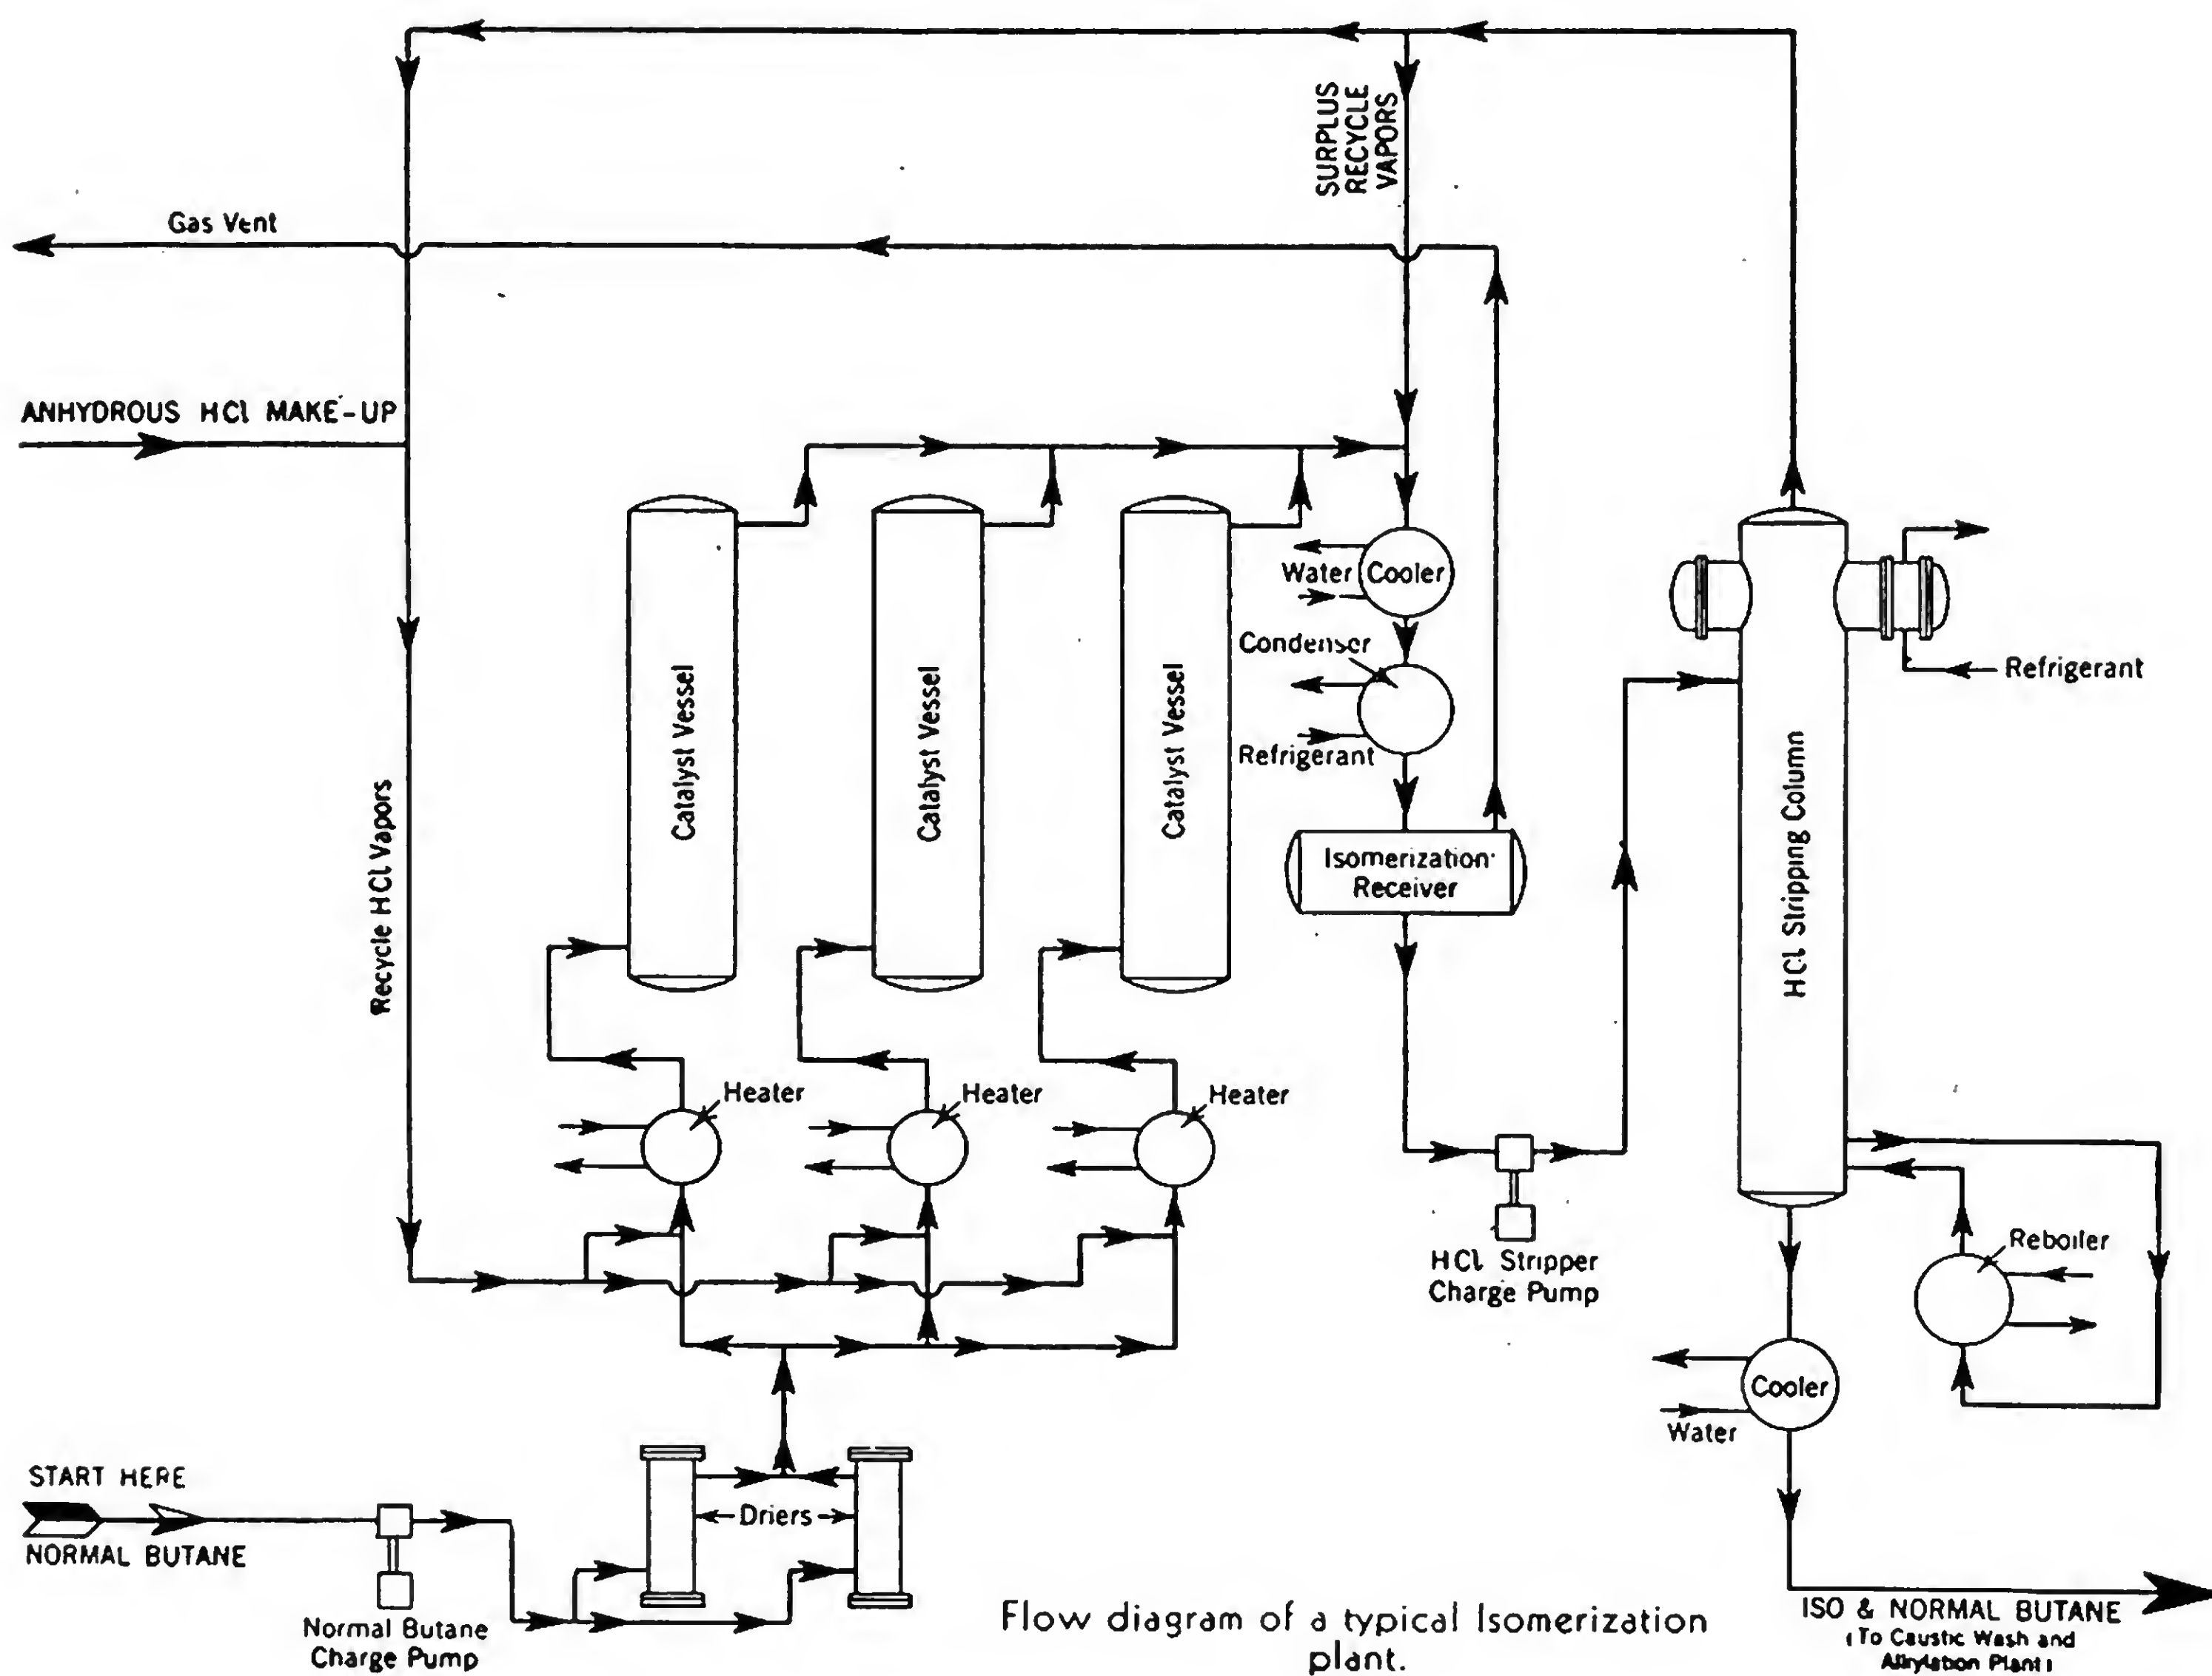 SURPLUS
RECYCLE
VAPORS
Gas Vent
ANHYDROUS HCl MAKE-UP
Recycle HCl Vapors
Catalyst Vessel
Catalyst Vessel
Catalyst Vessel
Water
Cooler
Condenser
Refrigerant
Isomerization
Receiver
HCl Stripping Column
Refrigerant
Heater
Heater
Heater
HCl Stripper
Charge Pump
Reboiler
Cooler
Water
START HERE
NORMAL BUTANE
Normal Butane
Charge Pump
Driers
Flow diagram of a typical Isomerization
plant.
ISO & NORMAL BUTANE
(To Caustic Wash and
Alkylation Plant)